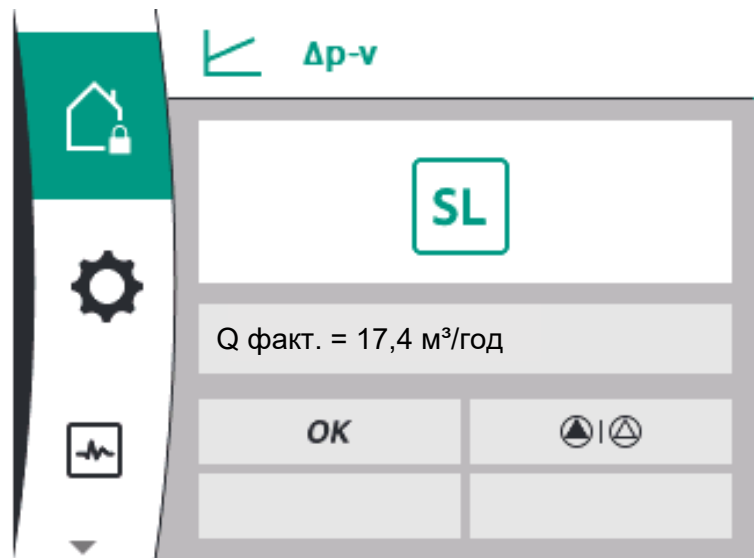 Δp-v
SL
Q факт. = 17,4 м³/год
OK